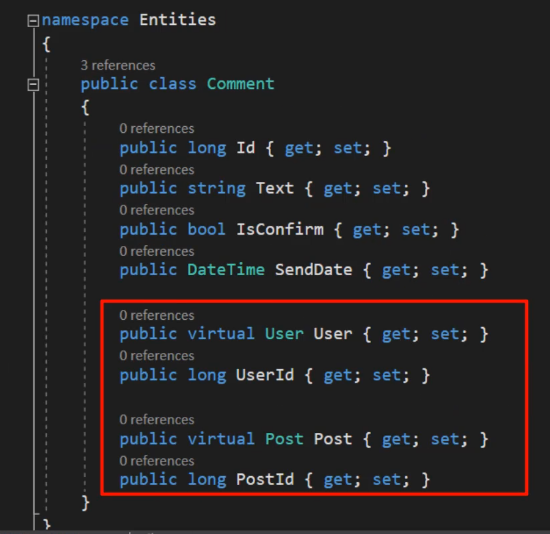 namespace Entities
{
3 references
public class Comment
{
0 references
public long Id { get; set; }
0 references
public string Text { get; set; }
0 references
public bool IsConfirm { get; set; }
0 references
public DateTime SendDate { get; set; }
0 references
public virtual User User { get; set; }
0 references
public long UserId { get; set; }
0 references
public virtual Post Post { get; set; }
0 references
public long PostId { get; set; }
}
}